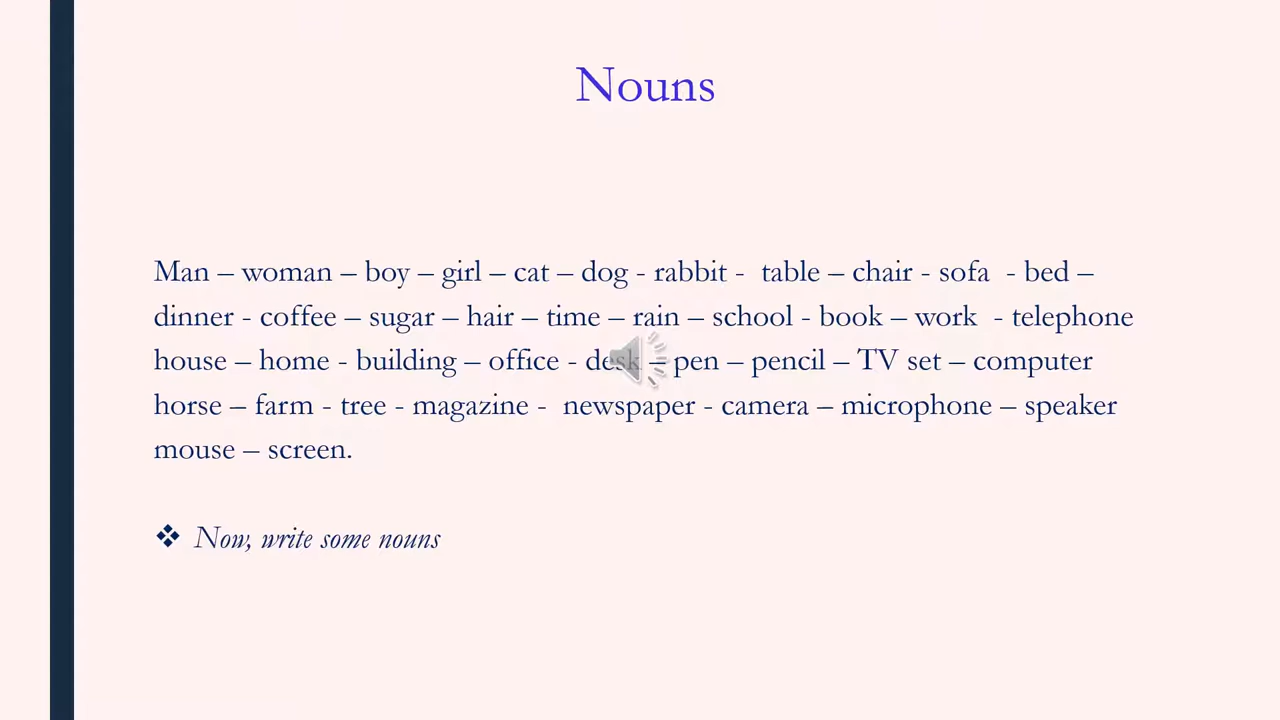 Nouns
Man – woman – boy – girl – cat – dog - rabbit - table – chair - sofa - bed –
dinner - coffee – sugar – hair – time – rain – school - book – work - telephone
house – home - building – office - desk – pen – pencil – TV set – computer
horse – farm - tree - magazine - newspaper - camera – microphone – speaker
mouse – screen.
❖ Now, write some nouns